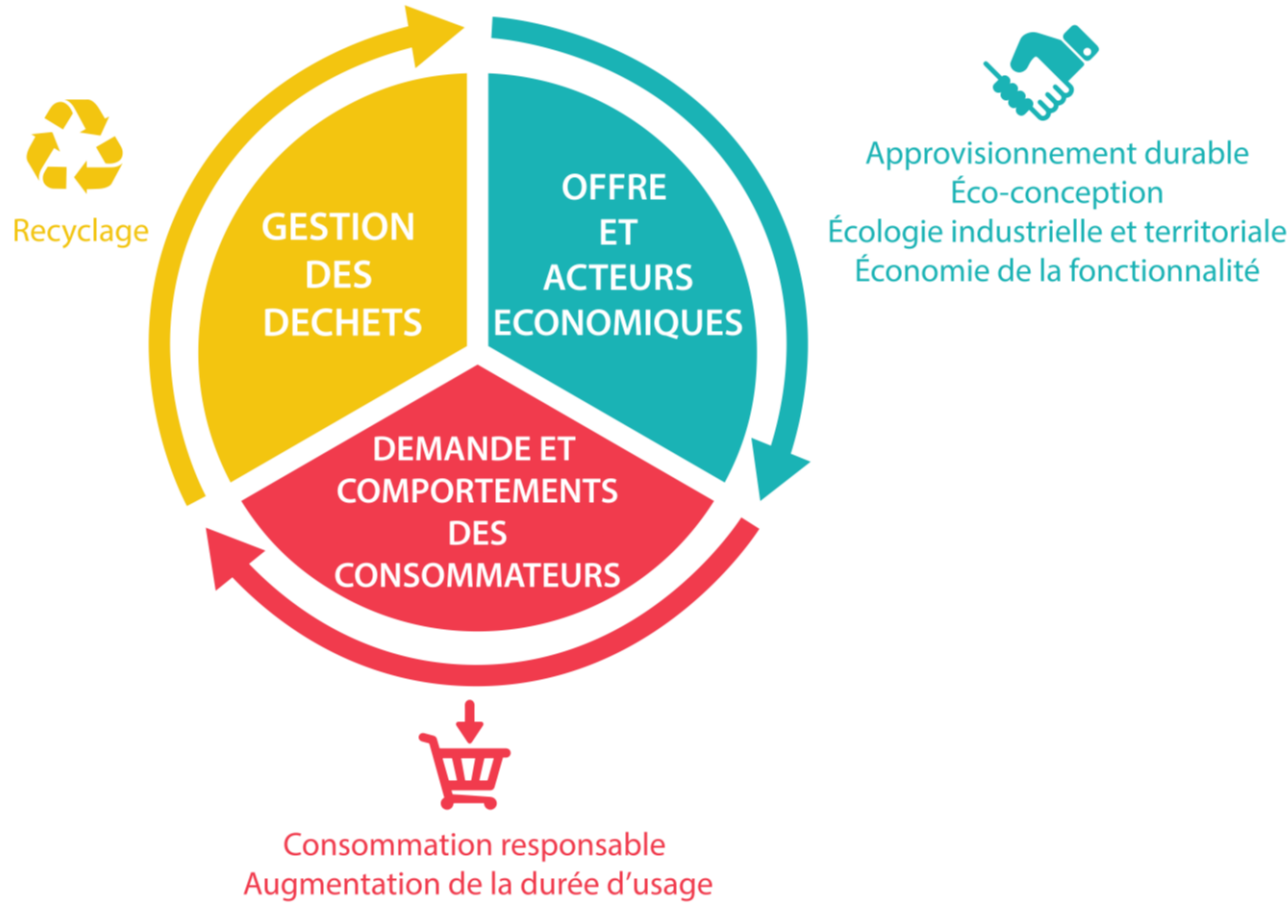 Recyclage
GESTION
DES
DECHETS
OFFRE
ET
ACTEURS
ECONOMIQUES
Approvisionnement durable
Éco-conception
Écologie industrielle et territoriale
Économie de la fonctionnalité
DEMANDE ET
COMPORTEMENTS
DES
CONSOMMATEURS
Consommation responsable
Augmentation de la durée d’usage